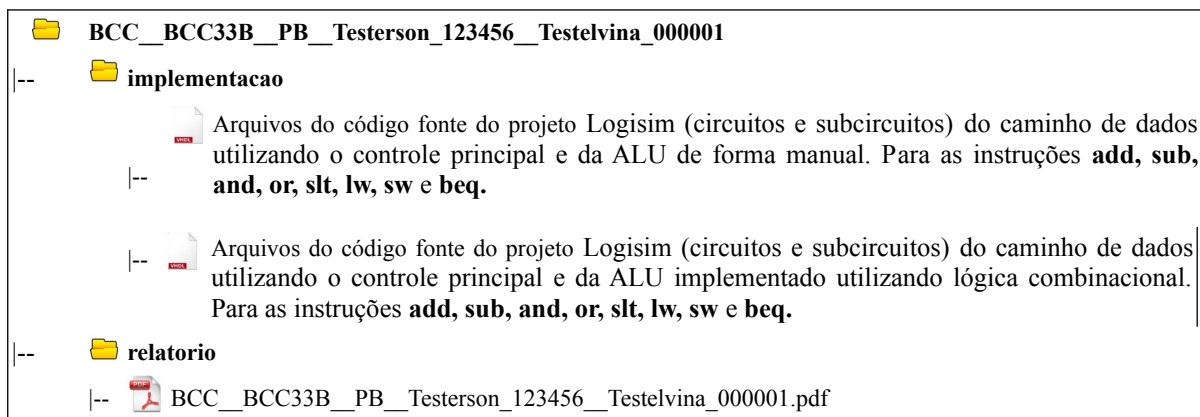 BCC__BCC33B__PB__Testerson_123456__Testelvina_000001
|-- implementacao
VHDL Arquivos do código fonte do projeto Logisim (circuitos e subcircuitos) do caminho de dados
utilizando o controle principal e da ALU de forma manual. Para as instruções add, sub,
|-- and, or, slt, lw, sw e beq.
|-- VHDL Arquivos do código fonte do projeto Logisim (circuitos e subcircuitos) do caminho de dados
utilizando o controle principal e da ALU implementado utilizando lógica combinacional.
Para as instruções add, sub, and, or, slt, lw, sw e beq.
|-- relatorio
|-- PDF BCC__BCC33B__PB__Testerson_123456__Testelvina_000001.pdf